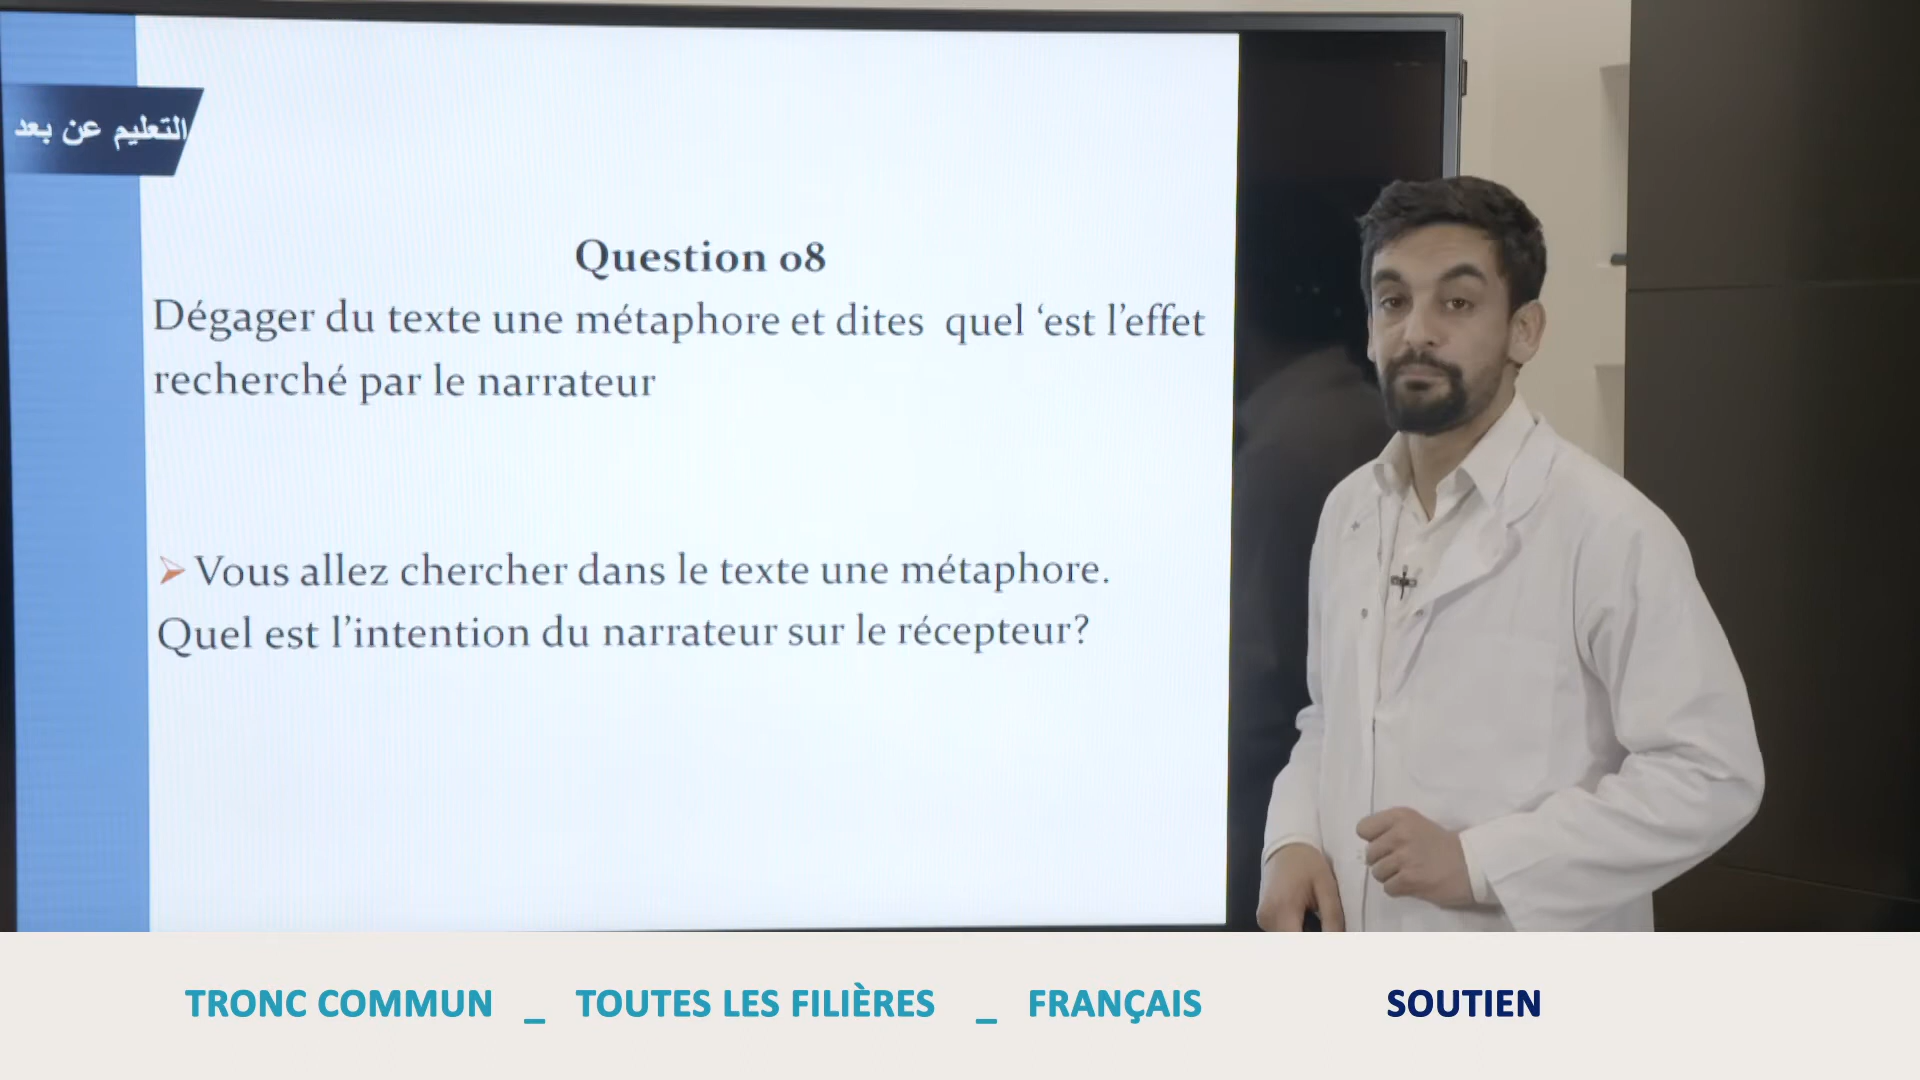 التعليم عن بعد
Question 08
Dégager du texte une métaphore et dites quel ‘est l’effet
recherché par le narrateur
Vous allez chercher dans le texte une métaphore.
Quel est l’intention du narrateur sur le récepteur?
TRONC COMMUN _ TOUTES LES FILIÈRES _ FRANÇAIS SOUTIEN